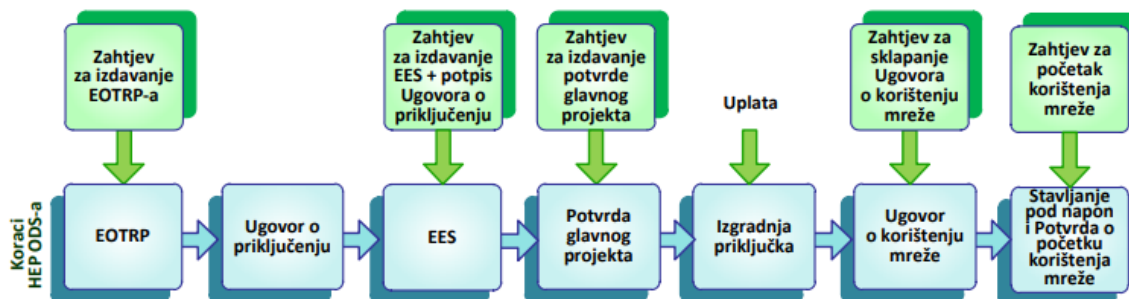 Zahtjev
za izdavanje
EOTRP-a
Zahtjev
za izdavanje
EES + potpis
Ugovora o
priključenju
Zahtjev
za izdavanje
potvrde
glavnog
projekta
Uplata
Zahtjev za
sklapanje
Ugovora
o korištenju
mreže
Zahtjev za
početak
korištenja
mreže
Koraci
HEP ODS-a
EOTRP
Ugovor o
priključenju
EES
Potvrda
glavnog
projekta
Izgradnja
priključka
Ugovor
o korištenju
mreže
Stavljanje
pod napon
i Potvrda o
početku
korištenja
mreže